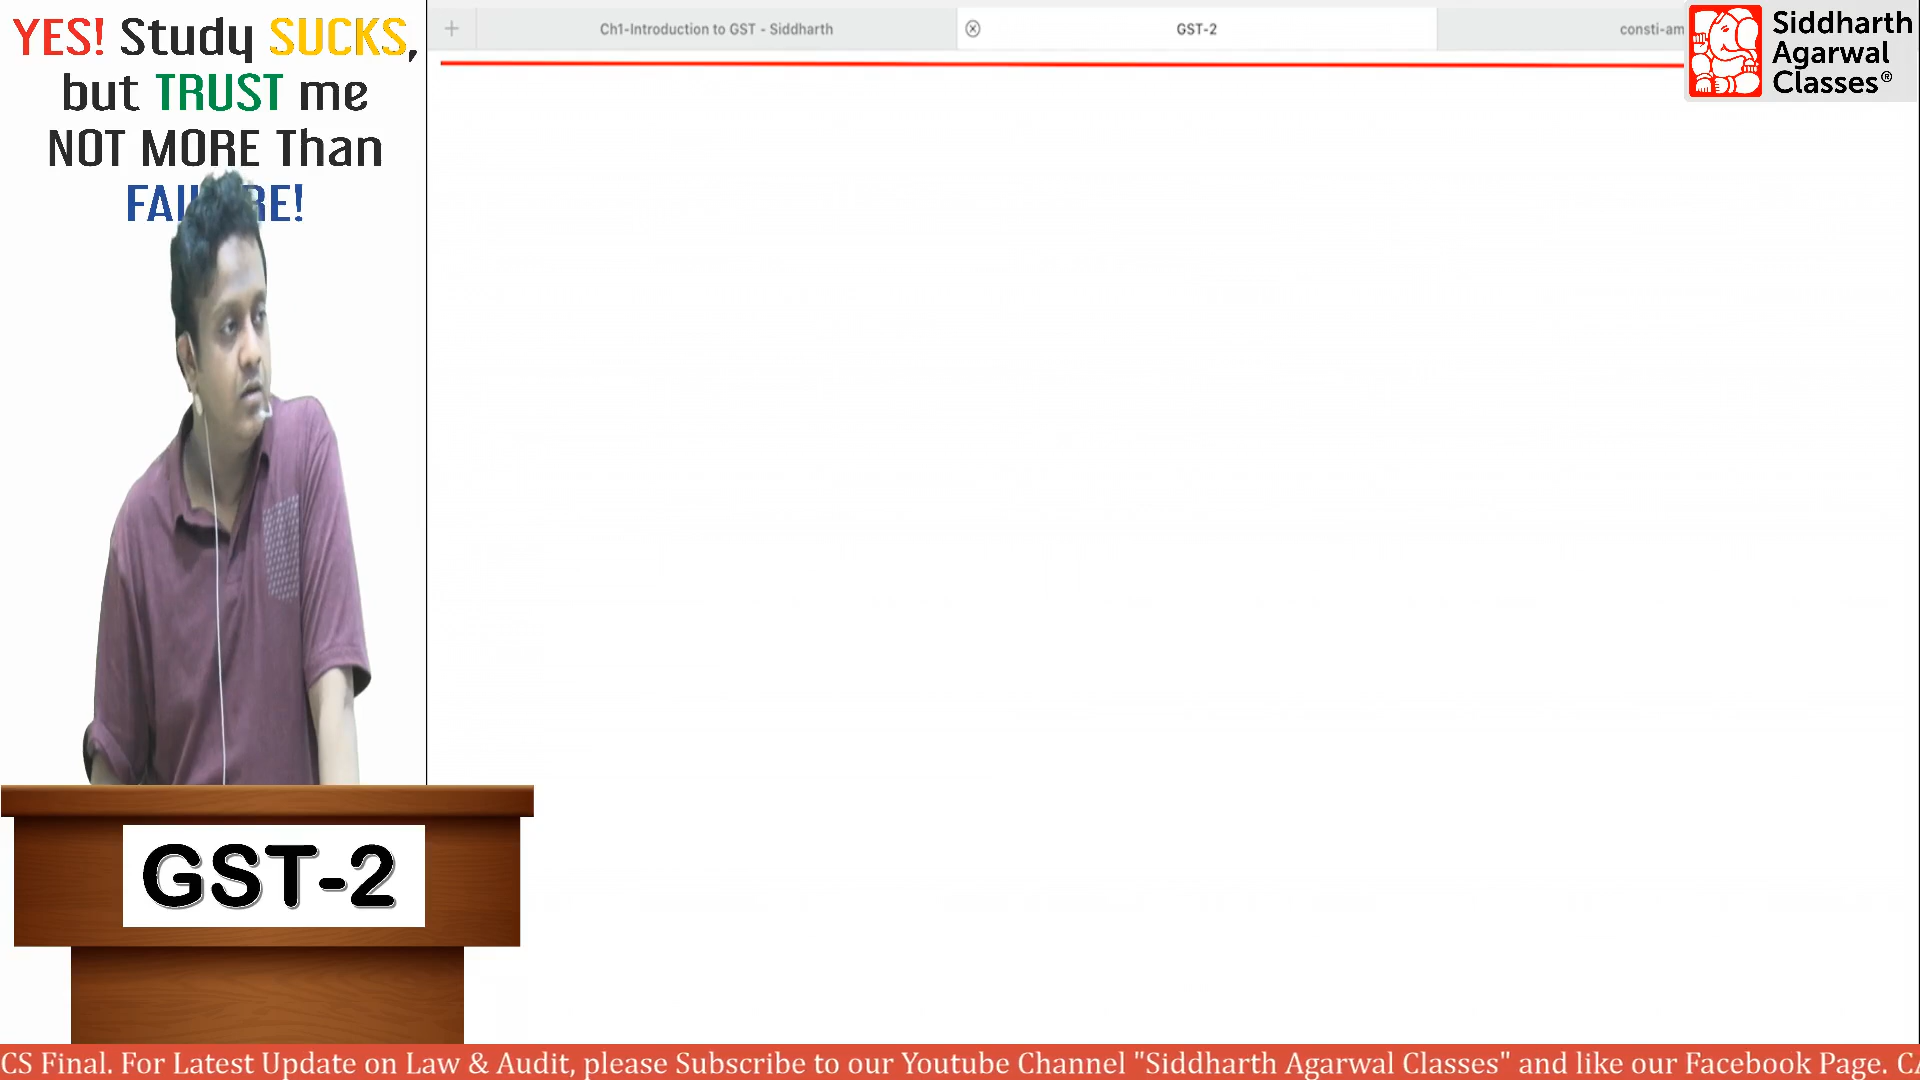 YES! Study SUCKS,
but TRUST me
NOT MORE Than
FAI RE!
Ch1-Introduction to GST - Siddharth
GST-2
consti-am
Siddharth
Agarwal
Classes®
GST-2
CS Final. For Latest Update on Law & Audit, please Subscribe to our Youtube Channel "Siddharth Agarwal Classes" and like our Facebook Page. CA